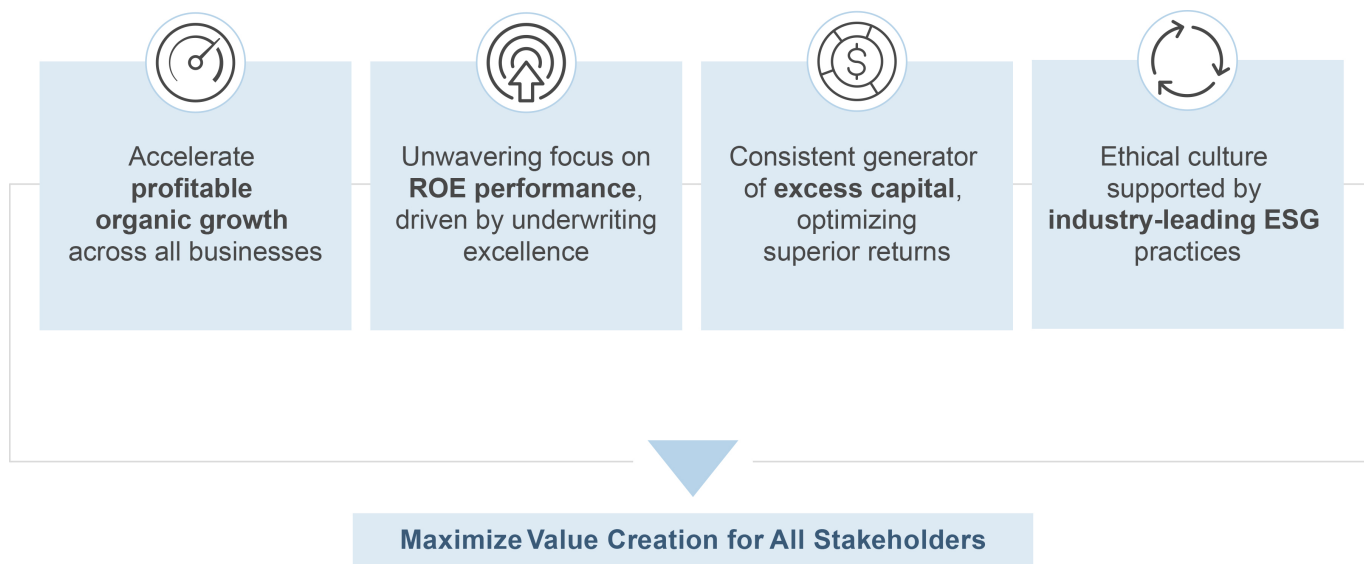 Accelerate
profitable
organic growth
across all businesses
Unwavering focus on
ROE performance,
driven by underwriting
excellence
$
Consistent generator
of excess capital,
optimizing
superior returns
Ethical culture
supported by
industry-leading ESG
practices
Maximize Value Creation for All Stakeholders